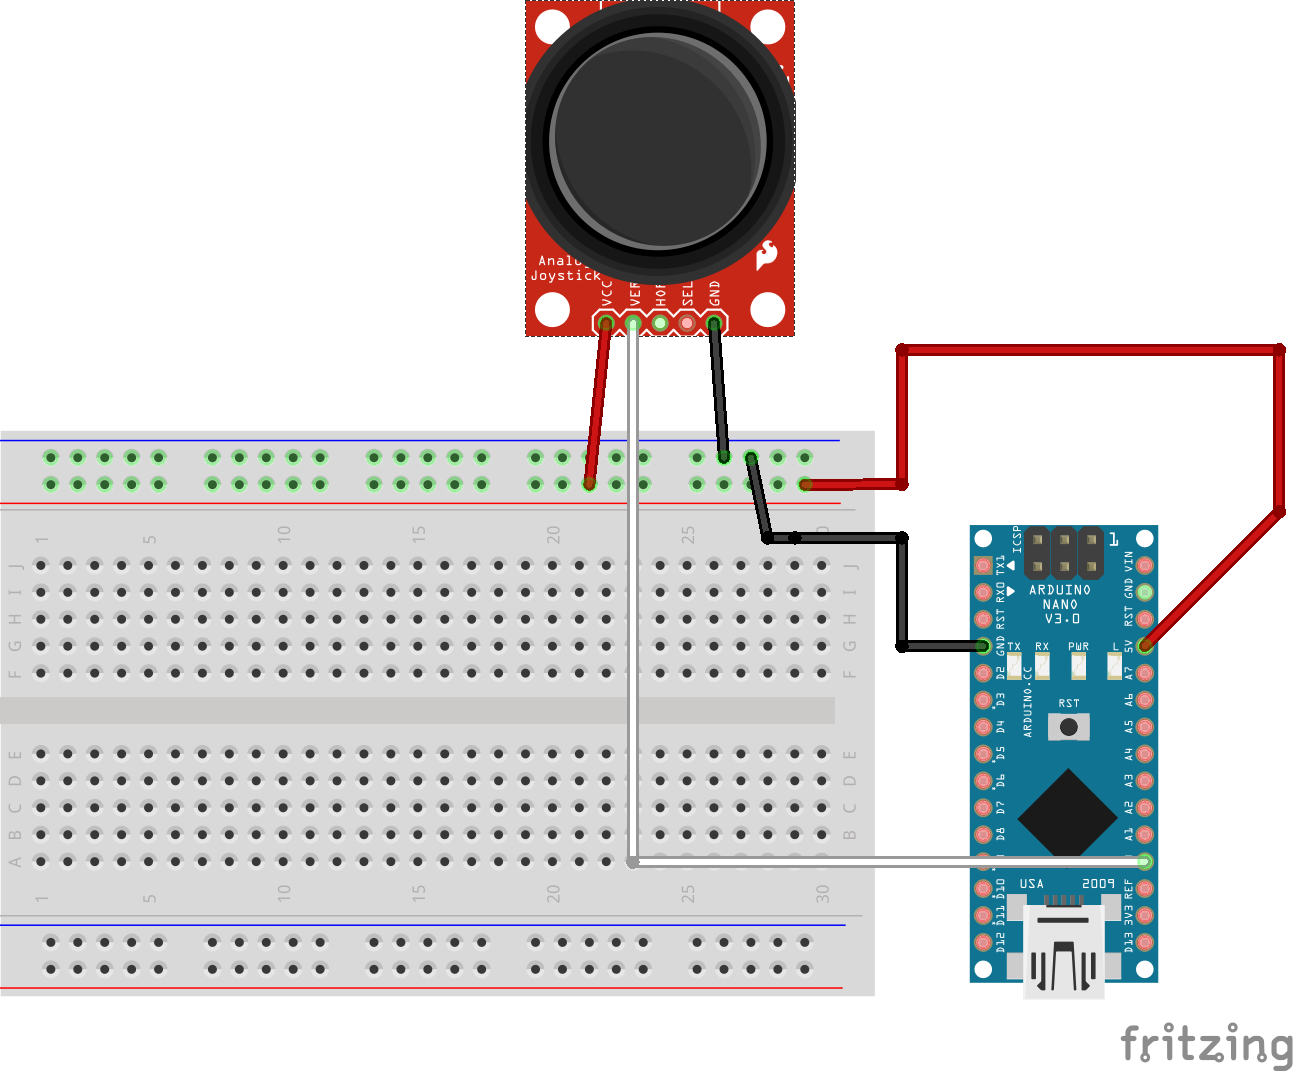 Analog
Joystick
VCC
VER
HOR
SEL
GND
1
5
10
15
20
25
30
J
I
H
G
F
J
I
H
G
F
E
D
C
B
A
E
D
C
B
1
5
10
15
20
25
30
ICSP
1
TX1
RX0
RST
GND
D2
D3
D4
D5
D6
D7
D8
D10
D11
D12
VIN
GND
RST
5V
A7
A6
A5
A4
A3
A2
A1
REF
3V3
D13
ARDUINO
NANO
V3.0
TX
RX
PWR
L
ARDUINO.CC
RST
USA
2009
fritzing